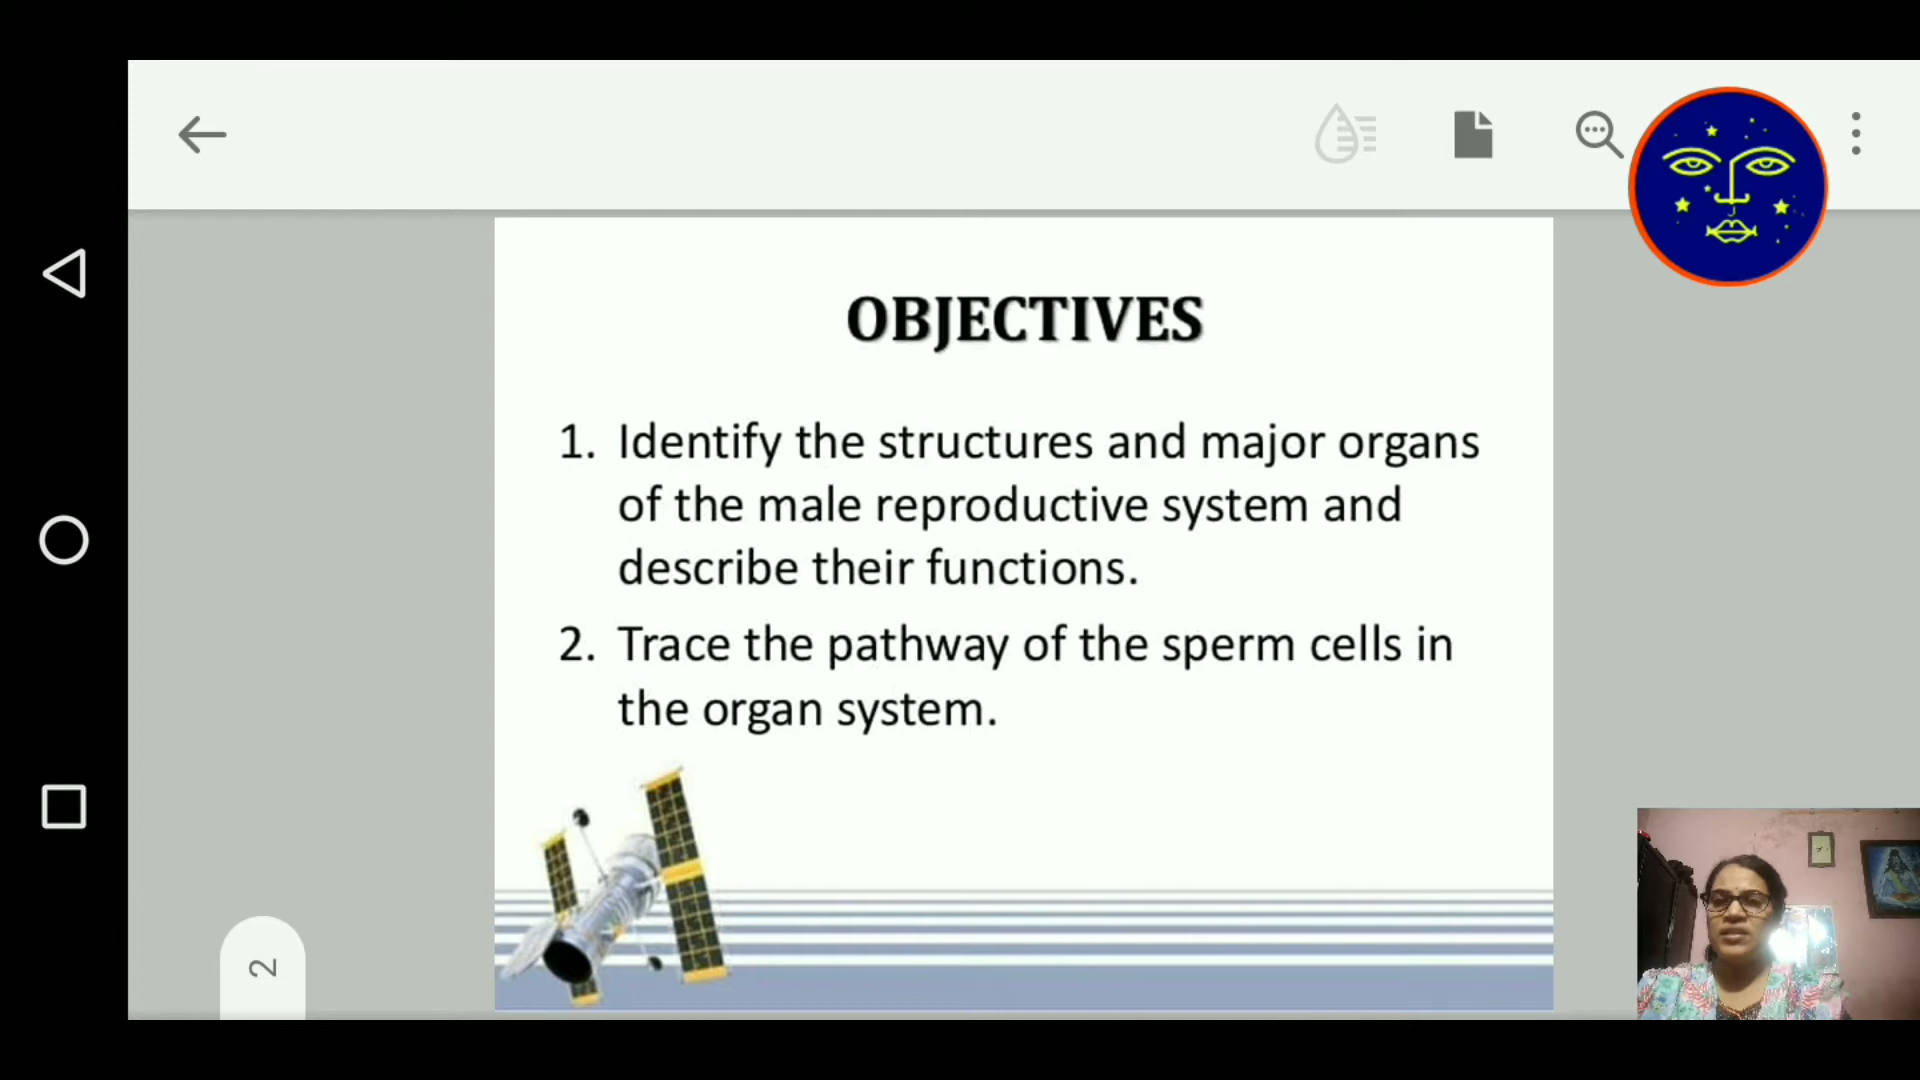 OBJECTIVES
1. Identify the structures and major organs
of the male reproductive system and
describe their functions.
2. Trace the pathway of the sperm cells in
the organ system.
2